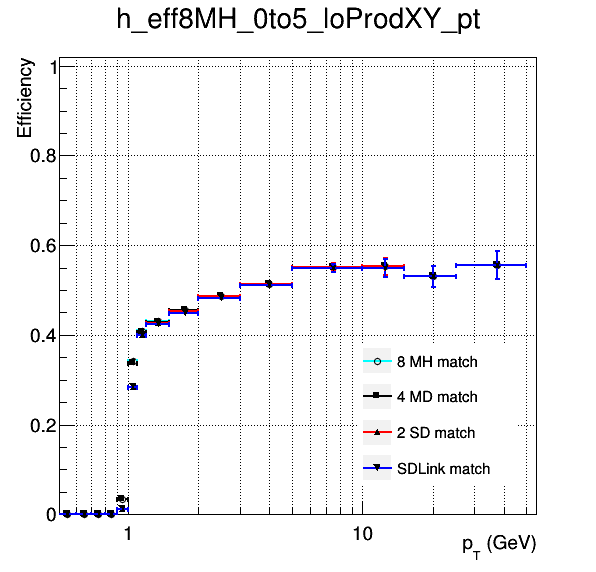 h_eff8MH_0to5_loProdXY_pt
Efficiency
1
0.8
0.6
0.4
0.2
0
8 MH match
4 MD match
2 SD match
SDLink match
1
10
p_T (GeV)